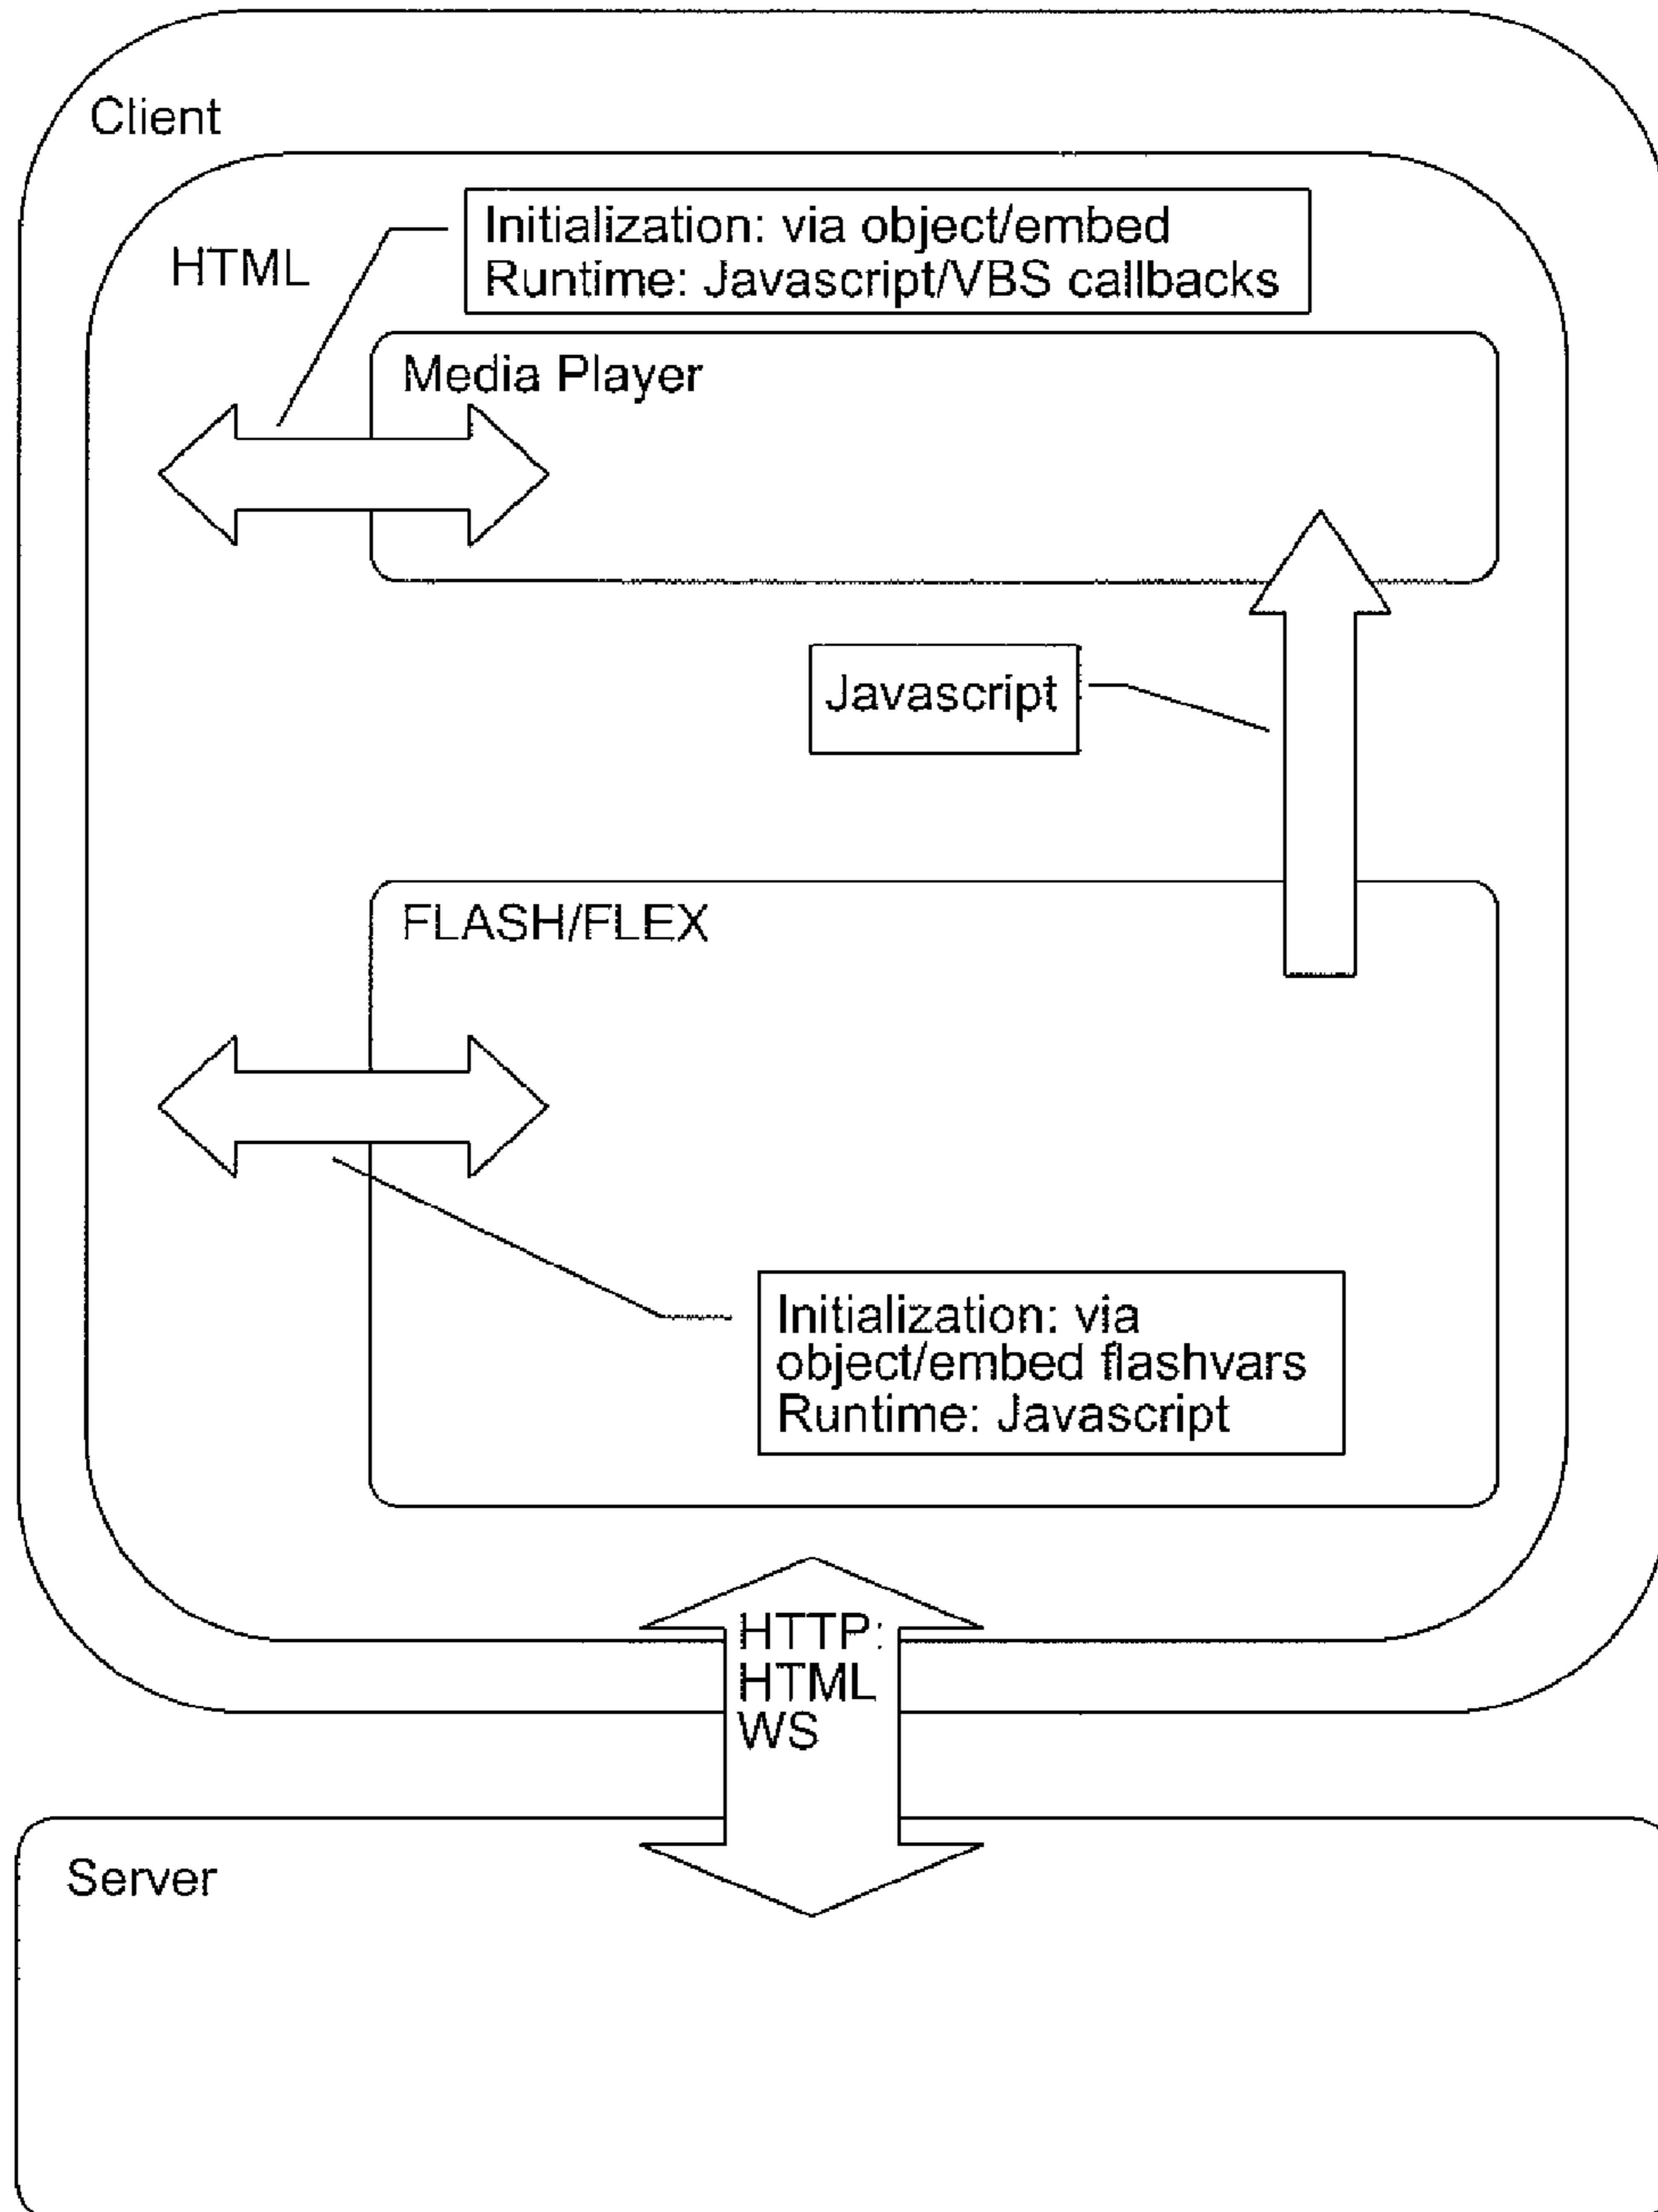 Client
HTML
Initialization: via object/embed
Runtime: Javascript/VBS callbacks
Media Player
Javascript
FLASH/FLEX
Initialization: via
object/embed flashvars
Runtime: Javascript
HTTP:
HTML
WS
Server